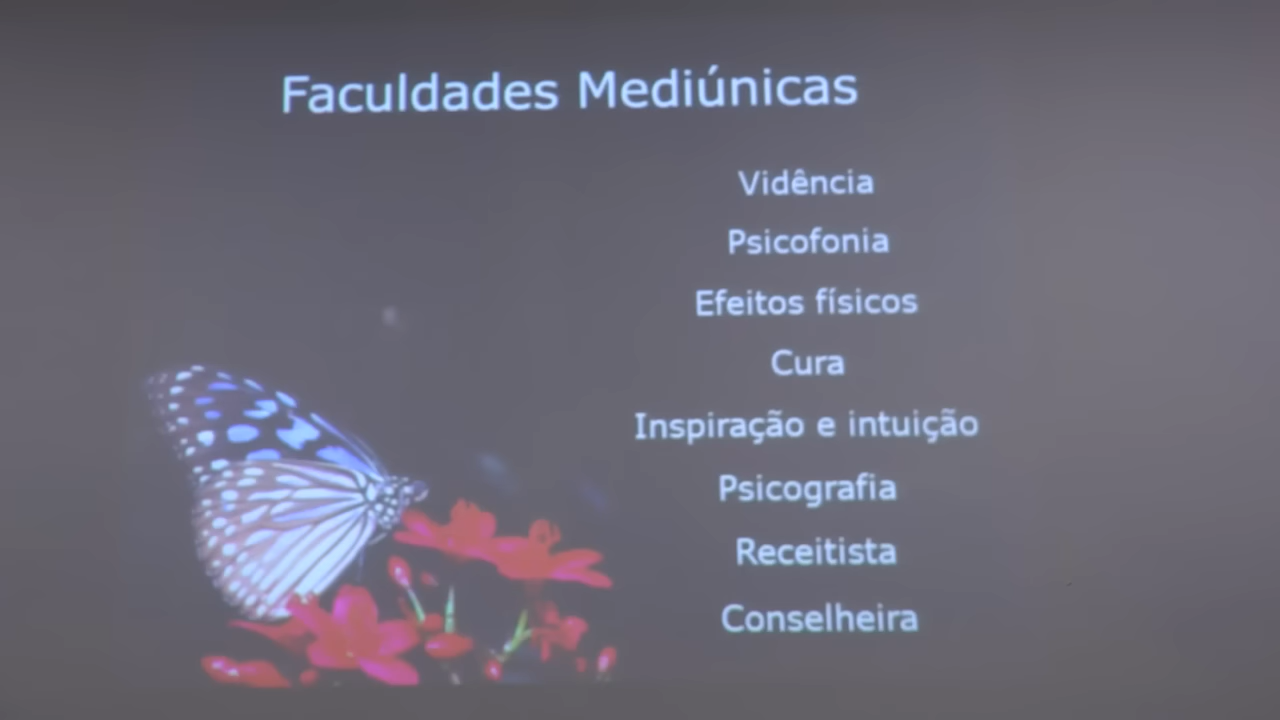 Faculdades Mediúnicas
Vidência
Psicofonia
Efeitos físicos
Cura
Inspiração e intuição
Psicografia
Receitista
Conselheira